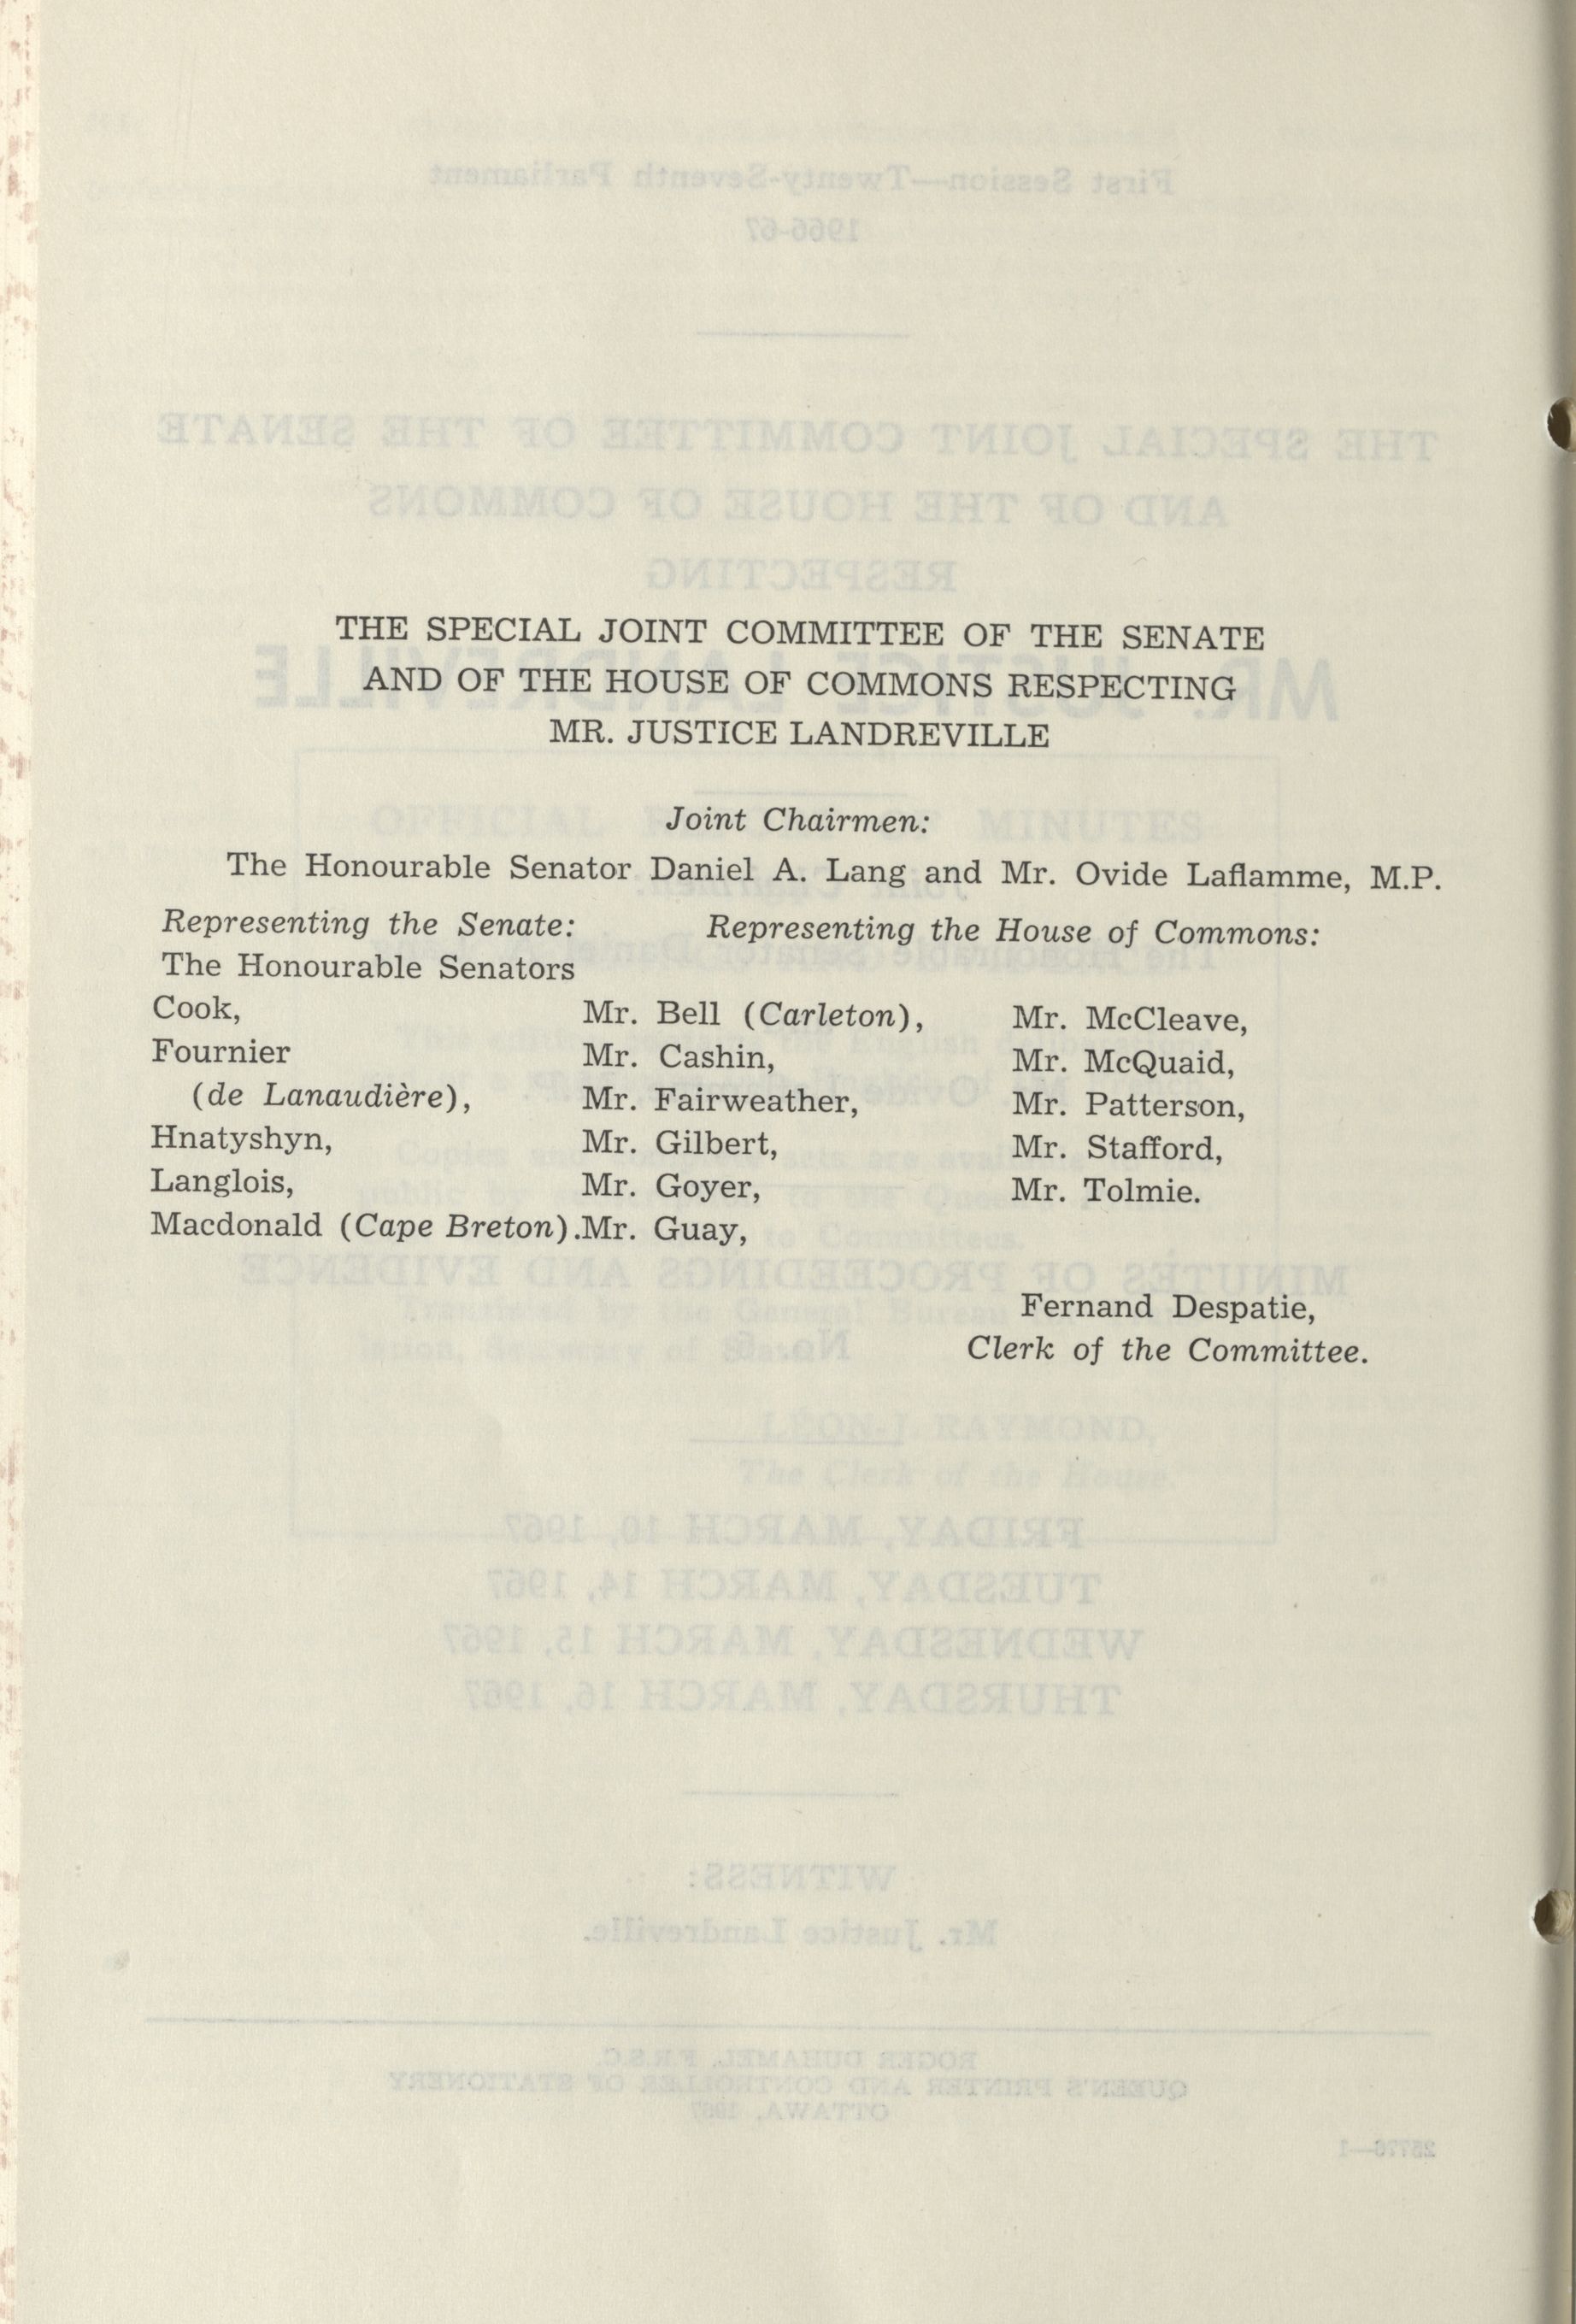 THE SPECIAL JOINT COMMITTEE OF THE SENATE
AND OF THE HOUSE OF COMMONS RESPECTING
MR. JUSTICE LANDREVILLE
Joint Chairmen:
The Honourable Senator Daniel A. Lang and Mr. Ovide Laflamme, M.P.
Representing the Senate: Representing the House of Commons:
The Honourable Senators
Cook, Mr. Bell (Carleton), Mr. McCleave,
Fournier Mr. Cashin, Mr. McQuaid,
(de Lanaudière), Mr. Fairweather, Mr. Patterson,
Hnatyshyn, Mr. Gilbert, Mr. Stafford,
Langlois, Mr. Goyer, Mr. Tolmie.
Macdonald (Cape Breton). Mr. Guay,
Fernand Despatie,
Clerk of the Committee.